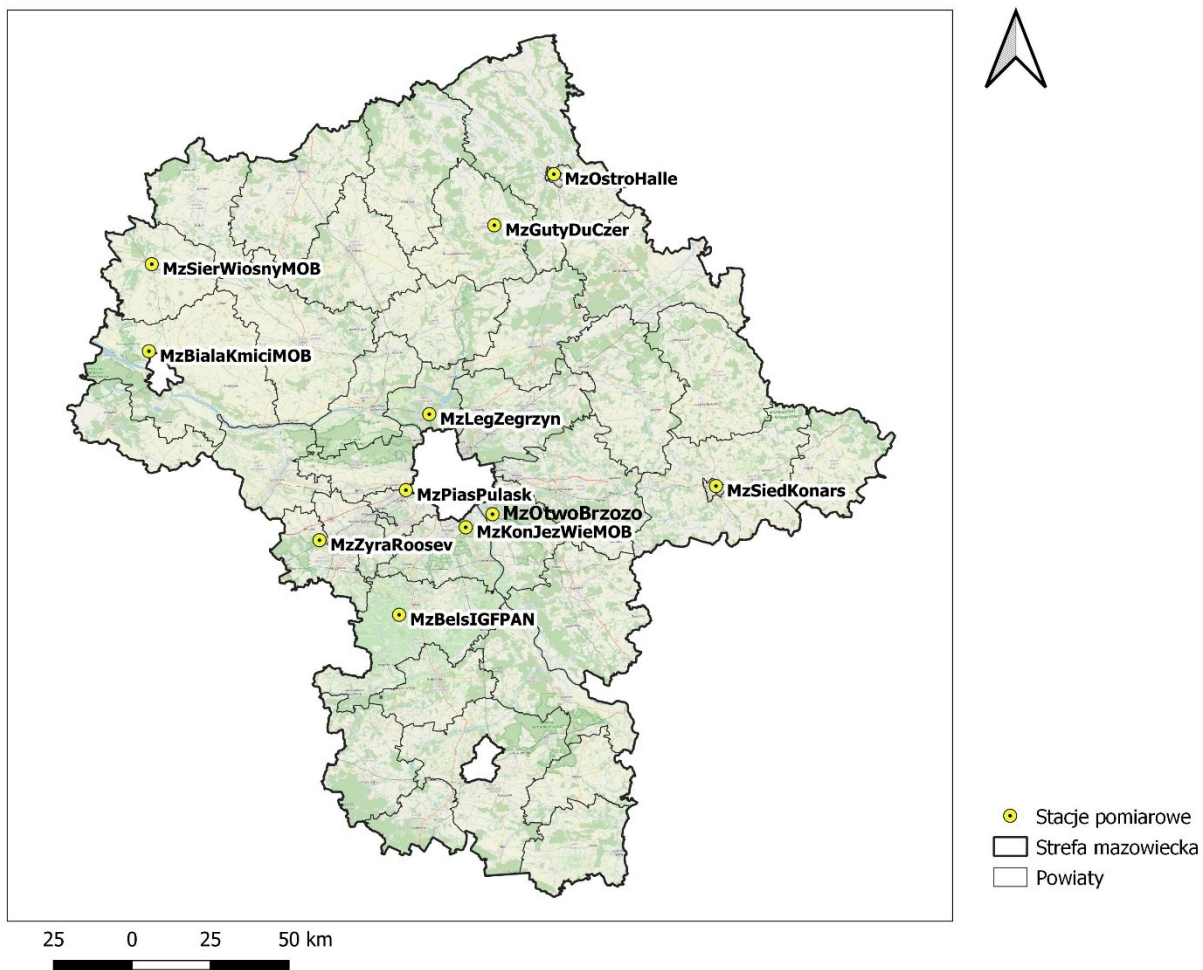 MzOstroHalle
MzGutyDuCzer
MzSierWiosnyMOB
MzBialaKmiciMOB
MzLegZegrzyn
MzSiedKonars
MzPiasPulask
MzOtwoBrzozo
MzKonJezWieMOB
MzZyraRoosev
MzBelsIGFPAN
Stacje pomiarowe
Strefa mazowiecka
Powiaty
25 0 25 50 km